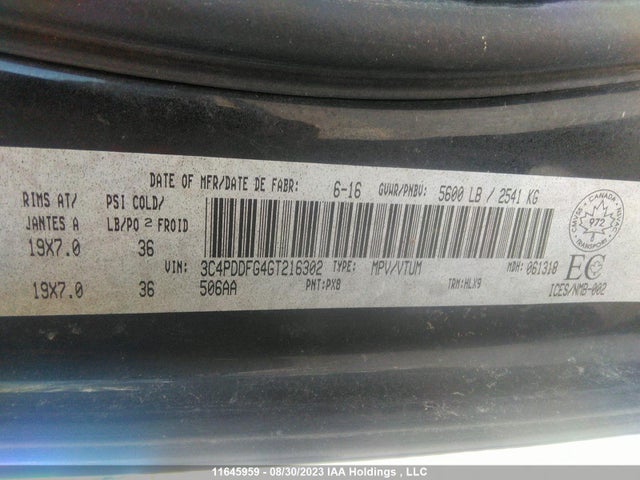 DATE OF MFR/DATE DE FABR: 6-16 GVWR/PNBV: 5600 LB / 2541 KG
RIMS AT/ PSI COLD/
JANTES A LB/PO 2 FROID
19X7.0 36
VIN: 3C4PDDFG4GT216302 TYPE: MPV/VTUM MDH: 061310
19X7.0 36 506AA PNT:PX8 TRM:HLX9
CANADA
972
TRANSPORT
EC
ICES/NMB-002
11645959 - 08/30/2023 IAA Holdings , LLC